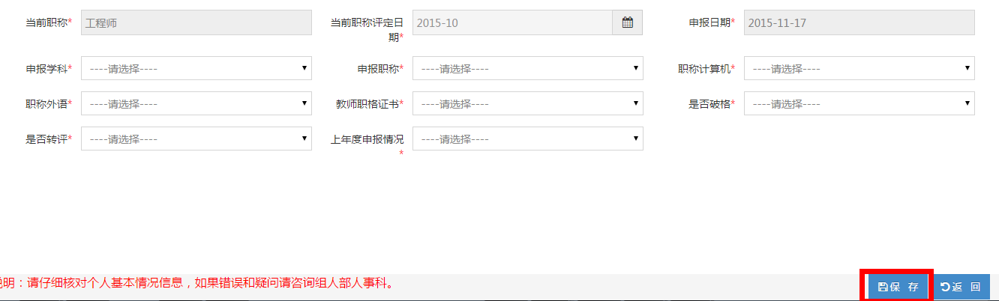 当前职称* 工程师 当前职称评定日期* 2015-10 申报日期* 2015-11-17
申报学科* ----请选择---- 申报职称* ----请选择---- 职称计算机* ----请选择----
职称外语* ----请选择---- 教师职格证书* ----请选择---- 是否破格* ----请选择----
是否转评* ----请选择---- 上年度申报情况* ----请选择----
说明：请仔细核对个人基本情况信息，如果错误和疑问请咨询组人部人事科。 保 存 返 回